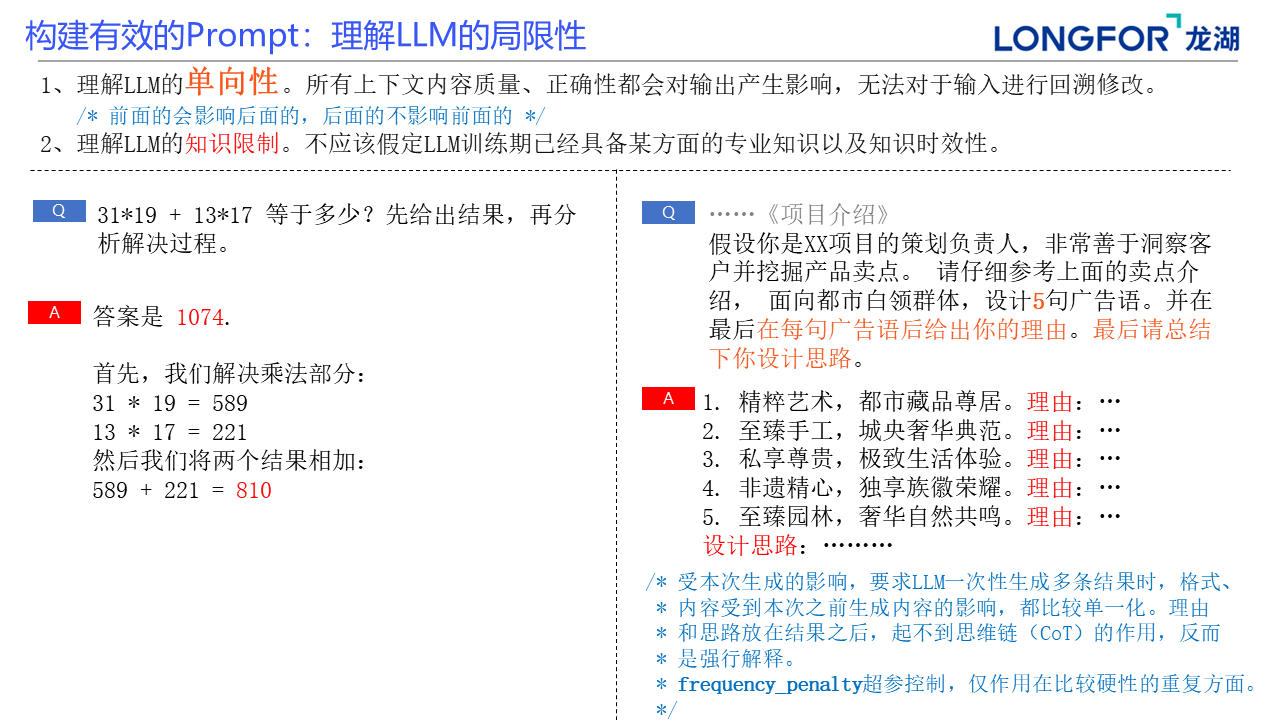 构建有效的Prompt：理解LLM的局限性
LONGFOR 龙湖
1、理解LLM的单向性。所有上下文内容质量、正确性都会对输出产生影响，无法对于输入进行回溯修改。
/* 前面的会影响后面的，后面的不影响前面的 */
2、理解LLM的知识限制。不应该假定LLM训练期已经具备某方面的专业知识以及知识时效性。
Q
31*19 + 13*17 等于多少？先给出结果，再分
析解决过程。
A
答案是 1074.
首先，我们解决乘法部分：
31 * 19 = 589
13 * 17 = 221
然后我们将两个结果相加：
589 + 221 = 810
Q
……《项目介绍》
假设你是XX项目的策划负责人，非常善于洞察客
户并挖掘产品卖点。 请仔细参考上面的卖点介
绍， 面向都市白领群体，设计5句广告语。并在
最后在每句广告语后给出你的理由。最后请总结
下你设计思路。
A
1. 精粹艺术，都市藏品尊居。理由：…
2. 至臻手工，城央奢华典范。理由：…
3. 私享尊贵，极致生活体验。理由：…
4. 非遗精心，独享族徽荣耀。理由：…
5. 至臻园林，奢华自然共鸣。理由：…
设计思路：………
/* 受本次生成的影响，要求LLM一次性生成多条结果时，格式、
* 内容受到本次之前生成内容的影响，都比较单一化。理由
* 和思路放在结果之后，起不到思维链（CoT）的作用，反而
* 是强行解释。
* frequency_penalty超参控制，仅作用在比较硬性的重复方面。
*/